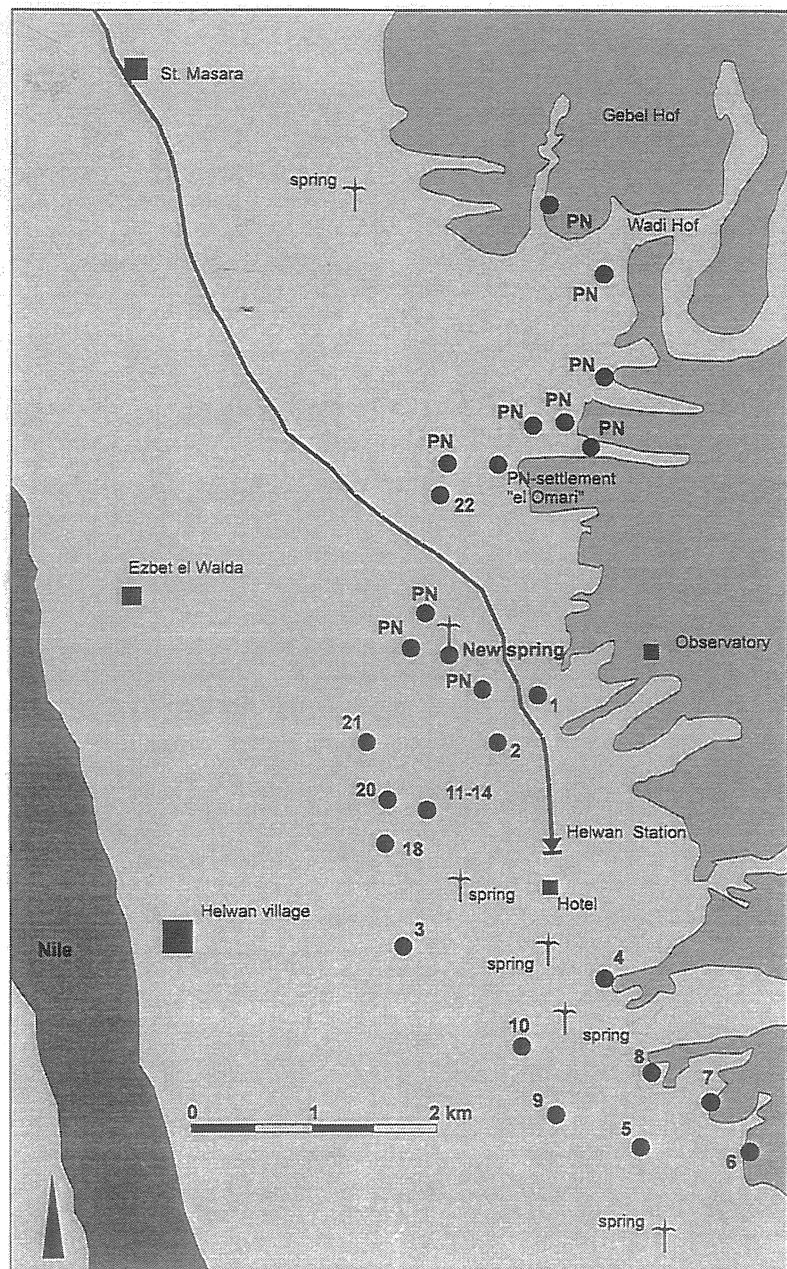 St. Masara
Gebel Hof
spring
PN
Wadi Hof
PN
PN
PN
PN
PN
PN
PN-settlement
"el Omari"
22
Ezbet el Walda
PN
PN
New spring
Observatory
PN
1
21
2
20
11-14
Helwan Station
18
spring
Hotel
Helwan village
3
Nile
spring
4
10
spring
8
7
0 1 2 km
9
5
6
spring